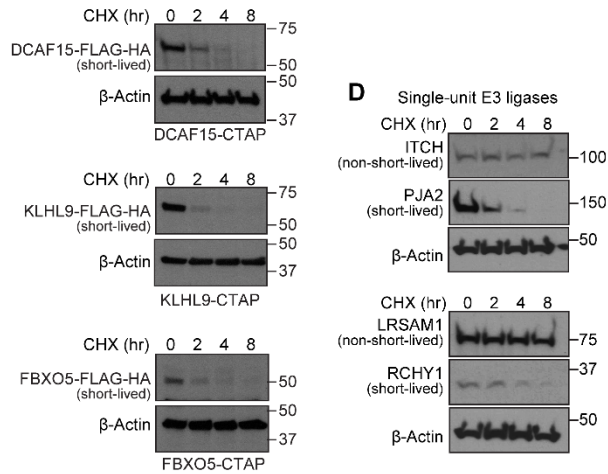 CHX (hr) 0 2 4 8
75
DCAF15-FLAG-HA
(short-lived)
50
50
β-Actin
37
DCAF15-CTAP
CHX (hr) 0 2 4 8
75
KLHL9-FLAG-HA
(short-lived)
50
50
β-Actin
37
KLHL9-CTAP
CHX (hr) 0 2 4 8
FBXO5-FLAG-HA
(short-lived)
50
50
β-Actin
37
FBXO5-CTAP
D Single-unit E3 ligases
CHX (hr) 0 2 4 8
ITCH
(non-short-lived)
100
PJA2
(short-lived)
150
50
β-Actin
CHX (hr) 0 2 4 8
LRSAM1
(non-short-lived)
75
37
RCHY1
(short-lived)
50
β-Actin